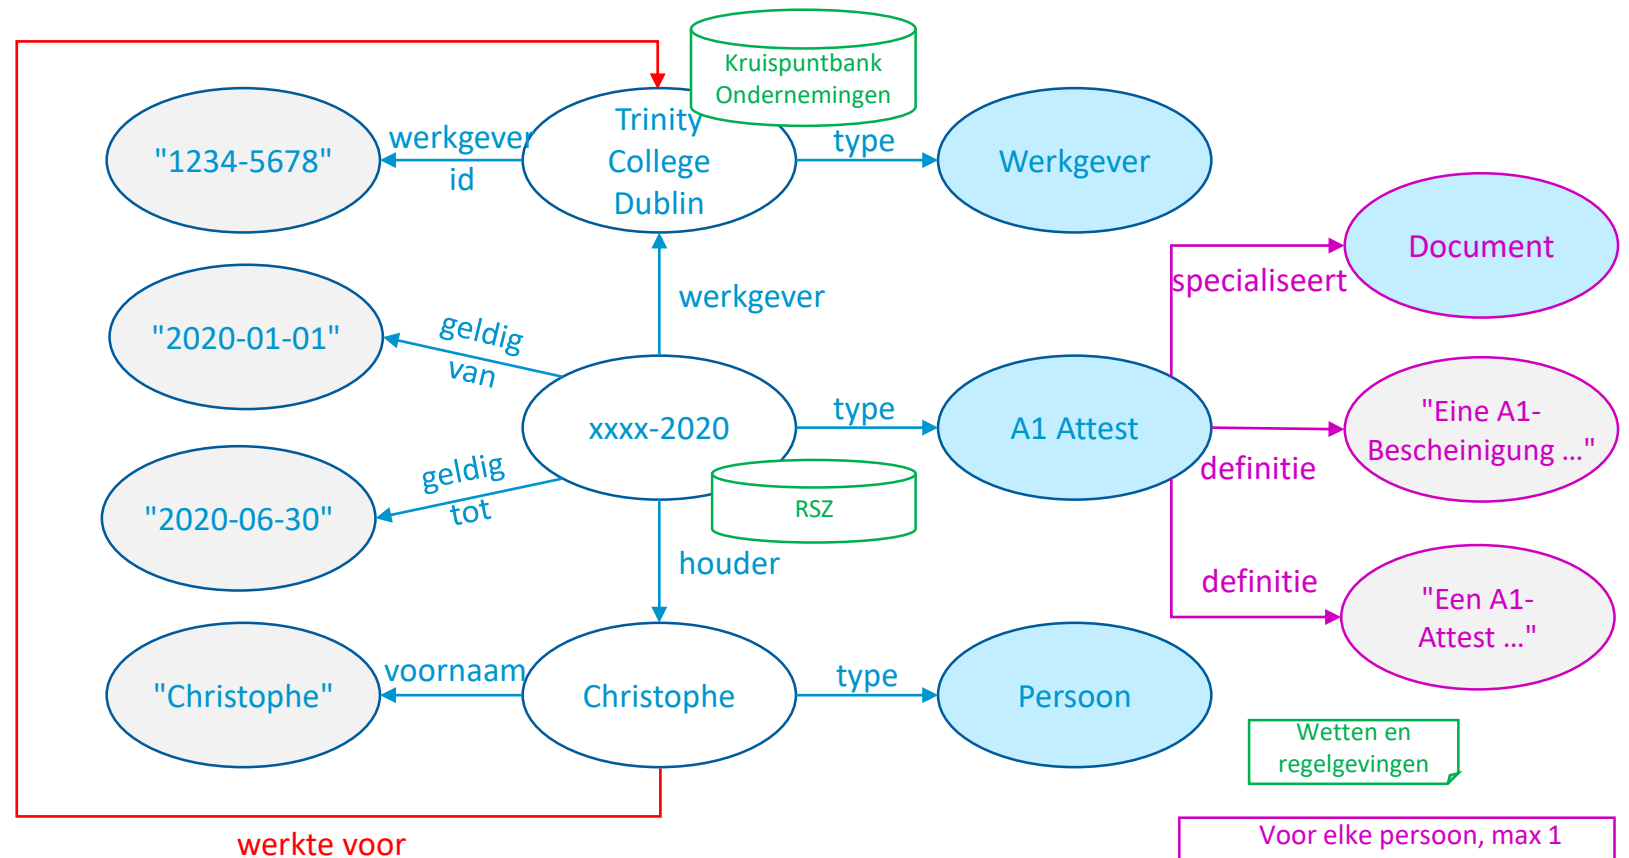 Kruispuntbank
Ondernemingen
"1234-5678"
werkgever
id
Trinity
College
Dublin
type
Werkgever
Document
specialiseert
werkgever
"2020-01-01"
geldig
van
xxxx-2020
type
A1 Attest
"Eine A1-
Bescheinigung ..."
definitie
RSZ
"2020-06-30"
geldig
tot
houder
definitie
"Een A1-
Attest ..."
"Christophe"
voornaam
Christophe
type
Persoon
Wetten en
regelgevingen
werkte voor
Voor elke persoon, max 1